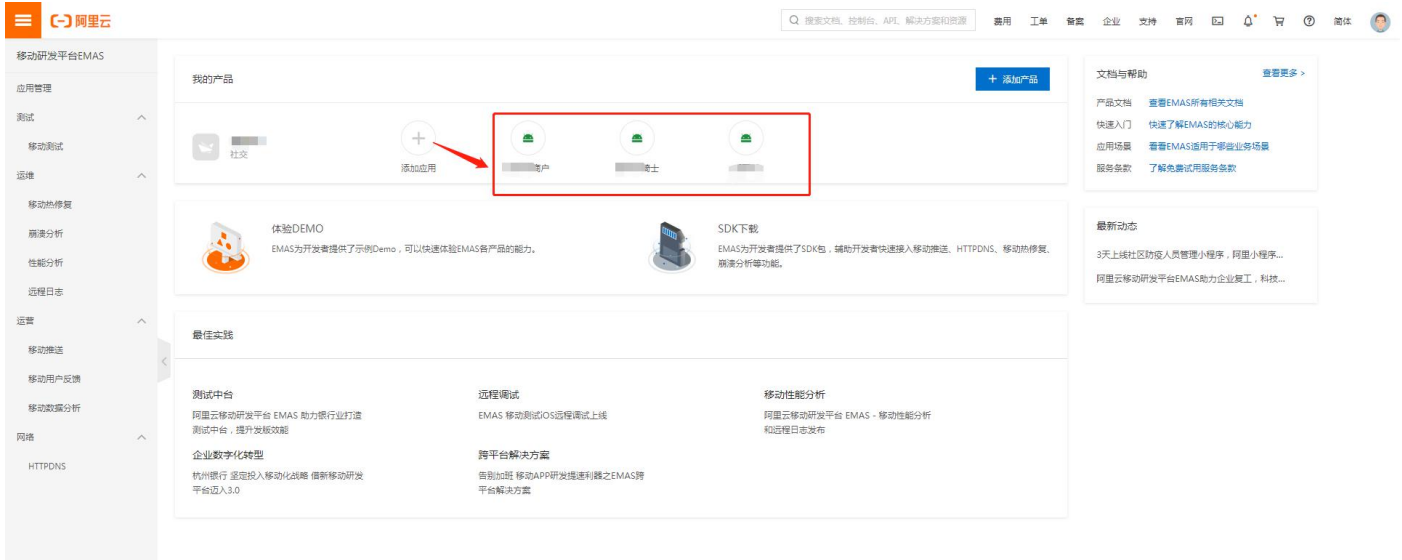 阿里云
搜索文档、控制台、API、解决方案和资源
费用 工单 备案 企业 支持 官网 简体
移动研发平台EMAS
应用管理
测试
移动测试
运维
移动热修复
崩溃分析
性能分析
远程日志
运营
移动推送
移动用户反馈
移动数据分析
网络
HTTPDNS
我的产品
+ 添加产品
社交
添加应用
商户
骑士
体验DEMO
EMAS为开发者提供了示例Demo，可以快速体验EMAS各产品的能力。
SDK下载
EMAS为开发者提供了SDK包，辅助开发者快速接入移动推送、HTTPDNS、移动热修复、
崩溃分析等功能。
最佳实践
测试中台
阿里云移动研发平台 EMAS 助力银行业打造
测试中台，提升发版效能
远程调试
EMAS 移动测试iOS远程调试上线
移动性能分析
阿里云移动研发平台 EMAS - 移动性能分析
和远程日志发布
企业数字化转型
杭州银行 坚定投入移动化战略 借新移动研发
平台迈入3.0
跨平台解决方案
告别加班 移动APP研发提速利器之EMAS跨
平台解决方案
文档与帮助
查看更多 >
产品文档 查看EMAS所有相关文档
快速入门 快速了解EMAS的核心能力
应用场景 看看EMAS适用于哪些业务场景
服务条款 了解免费试用服务条款
最新动态
3天上线社区防疫人员管理小程序，阿里小程序...
阿里云移动研发平台EMAS助力企业复工，科技...